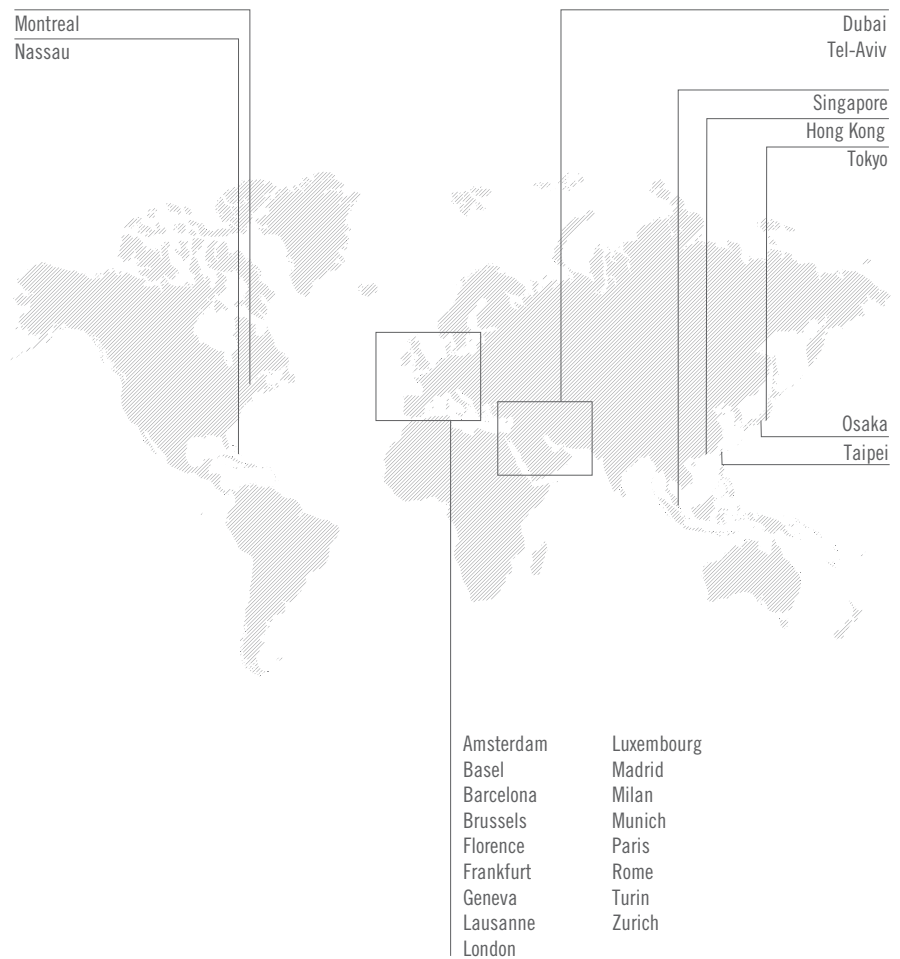 Montreal
Nassau
Dubai
Tel-Aviv
Singapore
Hong Kong
Tokyo
Osaka
Taipei
Amsterdam
Basel
Barcelona
Brussels
Florence
Frankfurt
Geneva
Lausanne
London
Luxembourg
Madrid
Milan
Munich
Paris
Rome
Turin
Zurich